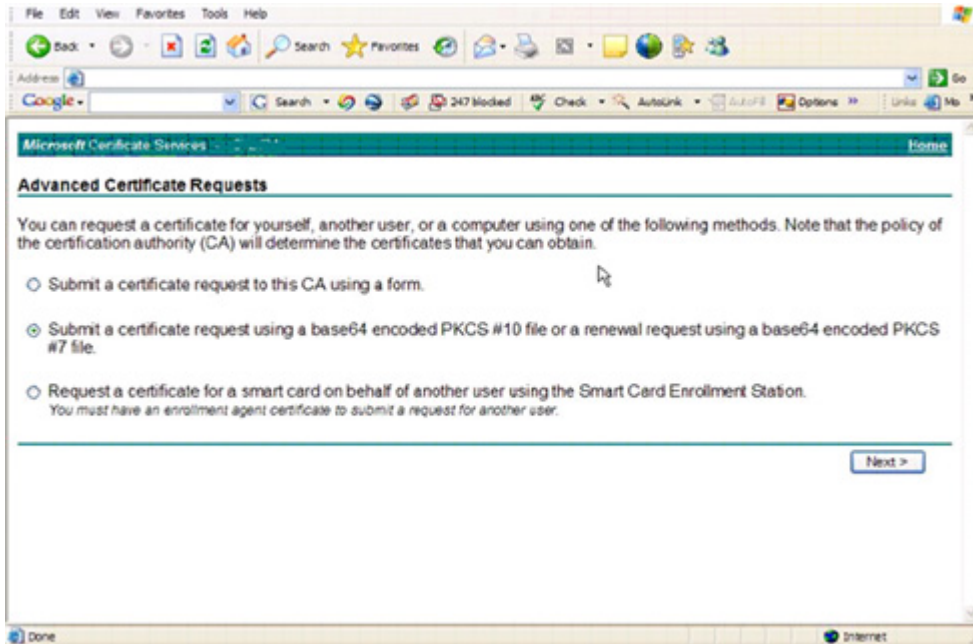 File Edit View Favorites Tools Help
Back Search Favorites
Address Go
Google Search 247 blocked Check AutoLink AutoFill Options Links Mo
Microsoft Certificate Services - Home
Advanced Certificate Requests
You can request a certificate for yourself, another user, or a computer using one of the following methods. Note that the policy of
the certification authority (CA) will determine the certificates that you can obtain.
Submit a certificate request to this CA using a form.
Submit a certificate request using a base64 encoded PKCS #10 file or a renewal request using a base64 encoded PKCS
#7 file.
Request a certificate for a smart card on behalf of another user using the Smart Card Enrollment Station.
You must have an enrollment agent certificate to submit a request for another user.
Next >
Done Internet